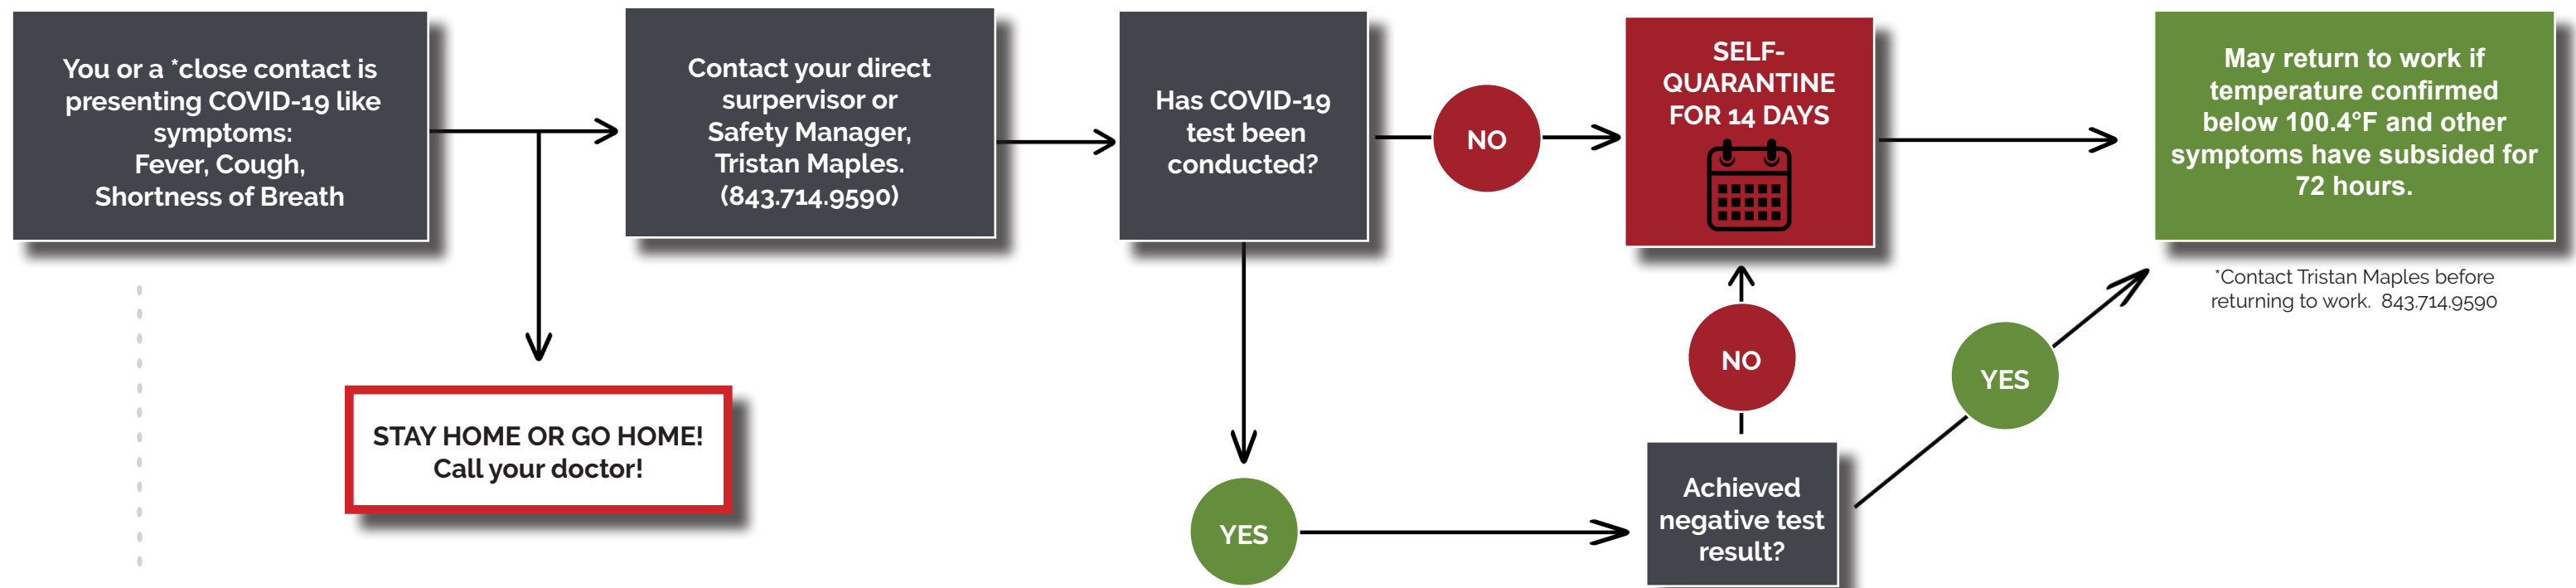 You or a *close contact is
presenting COVID-19 like
symptoms:
Fever, Cough,
Shortness of Breath
STAY HOME OR GO HOME!
Call your doctor!
Contact your direct
surpervisor or
Safety Manager,
Tristan Maples.
(843.714.9590)
Has COVID-19
test been
conducted?
NO
YES
SELF-
QUARANTINE
FOR 14 DAYS
NO
Achieved
negative test
result?
YES
May return to work if
temperature confirmed
below 100.4°F and other
symptoms have subsided for
72 hours.
*Contact Tristan Maples before
returning to work. 843.714.9590